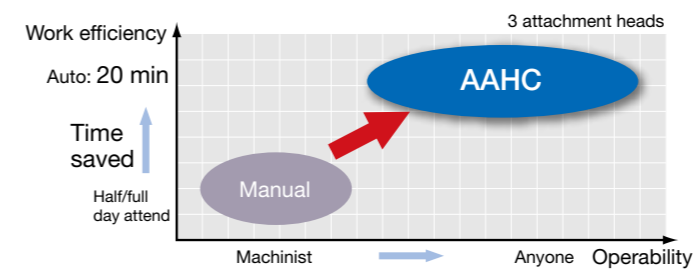 3 attachment heads
Work efficiency
Auto: 20 min
AAHC
Time
saved
Manual
Half/full
day attend
Machinist
Anyone
Operability